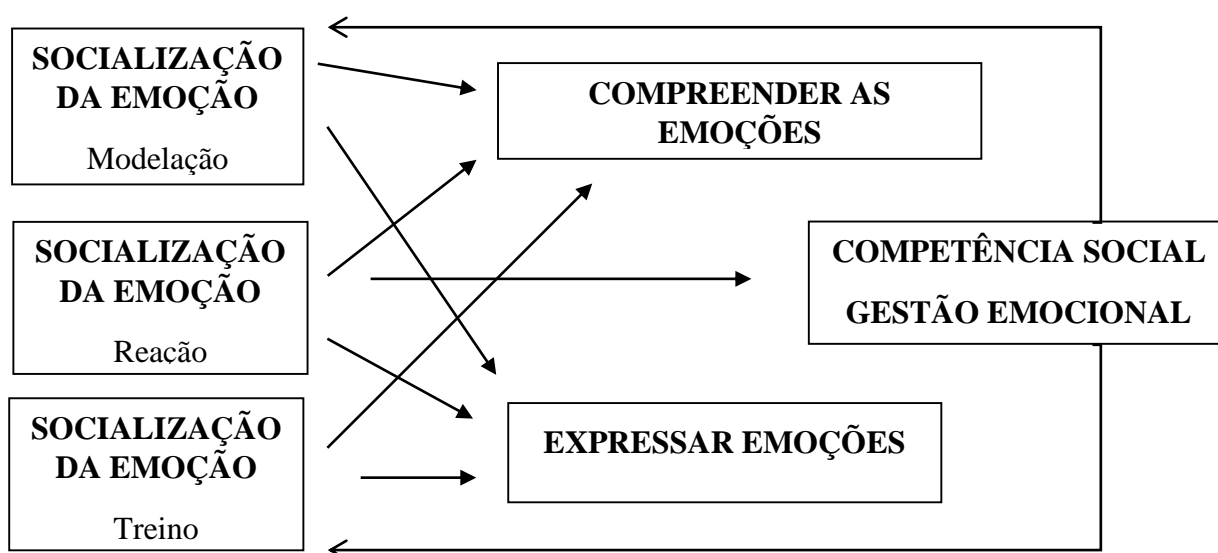 SOCIALIZAÇÃO
DA EMOÇÃO
Modelação
SOCIALIZAÇÃO
DA EMOÇÃO
Reação
SOCIALIZAÇÃO
DA EMOÇÃO
Treino
COMPREENDER AS
EMOÇÕES
EXPRESSAR EMOÇÕES
COMPETÊNCIA SOCIAL
GESTÃO EMOCIONAL